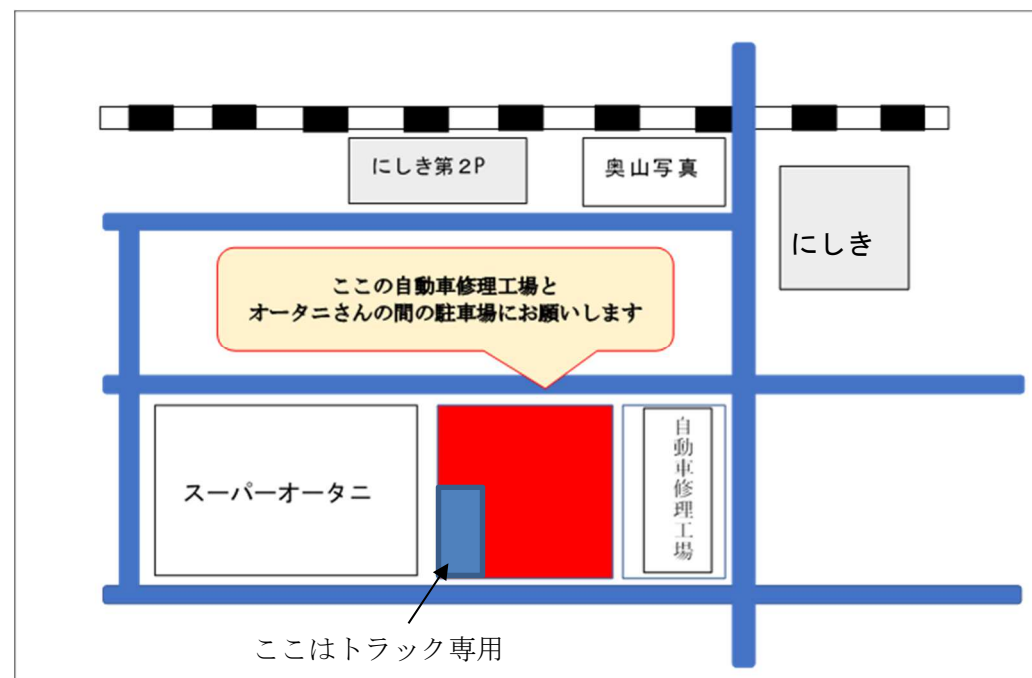 にしき第２P
奥山写真
にしき
ここの自動車修理工場と
オータニさんの間の駐車場にお願いします
スーパーオータニ
自動車修理工場
ここはトラック専用